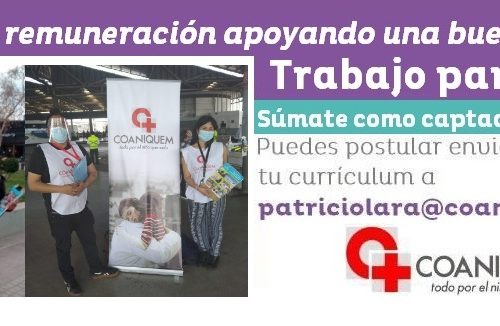 remuneración apoyando una bue
Trabajo par
Súmate como captac
Puedes postular envi
tu currículum a
patriciolara@coan
COANIQUEM
todo por el niño quemado
COANI
todo por el ni